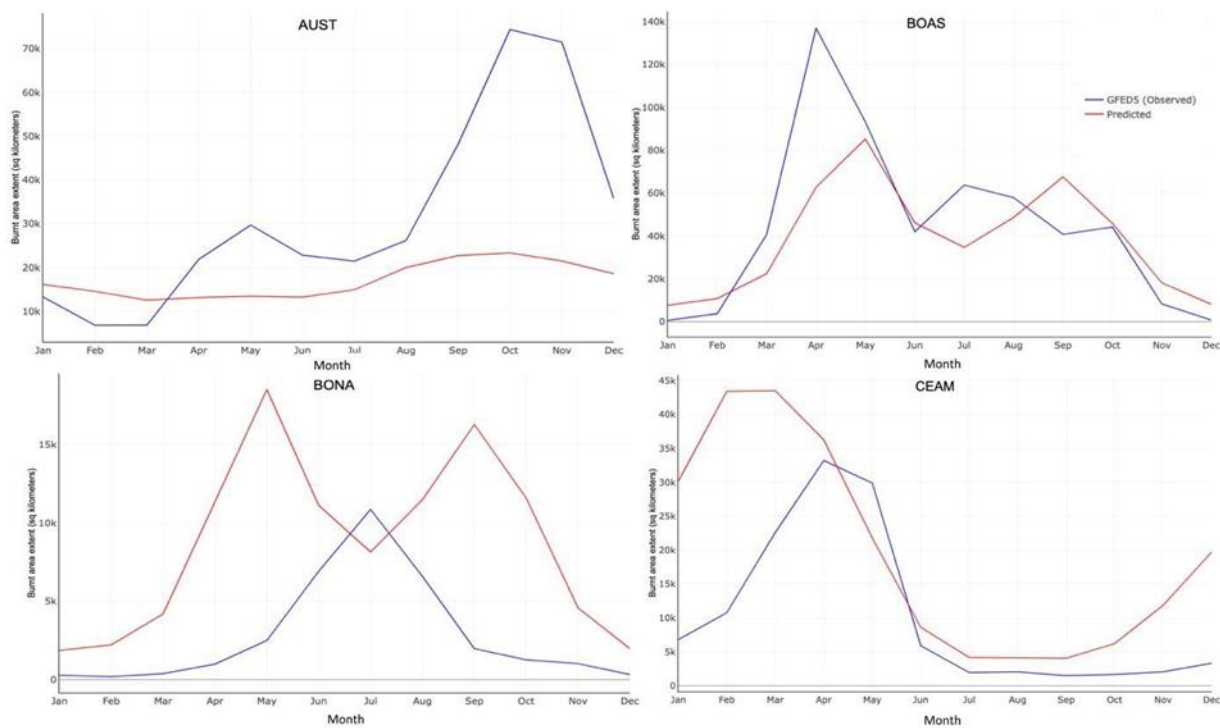 AUST
Burnt area extent (sq kilometers)
70k
60k
50k
40k
30k
20k
10k
Jan Feb Mar Apr May Jun Jul Aug Sep Oct Nov Dec
Month
BOAS
Burnt area extent (sq kilometers)
140k
120k
100k
80k
60k
40k
20k
0
GFED5 (Observed)
Predicted
Jan Feb Mar Apr May Jun Jul Aug Sep Oct Nov Dec
Month
BONA
Burnt area extent (sq kilometers)
15k
10k
5k
0
Jan Feb Mar Apr May Jun Jul Aug Sep Oct Nov Dec
Month
CEAM
Burnt area extent (sq kilometers)
45k
40k
35k
30k
25k
20k
15k
10k
5k
0
Jan Feb Mar Apr May Jun Jul Aug Sep Oct Nov Dec
Month